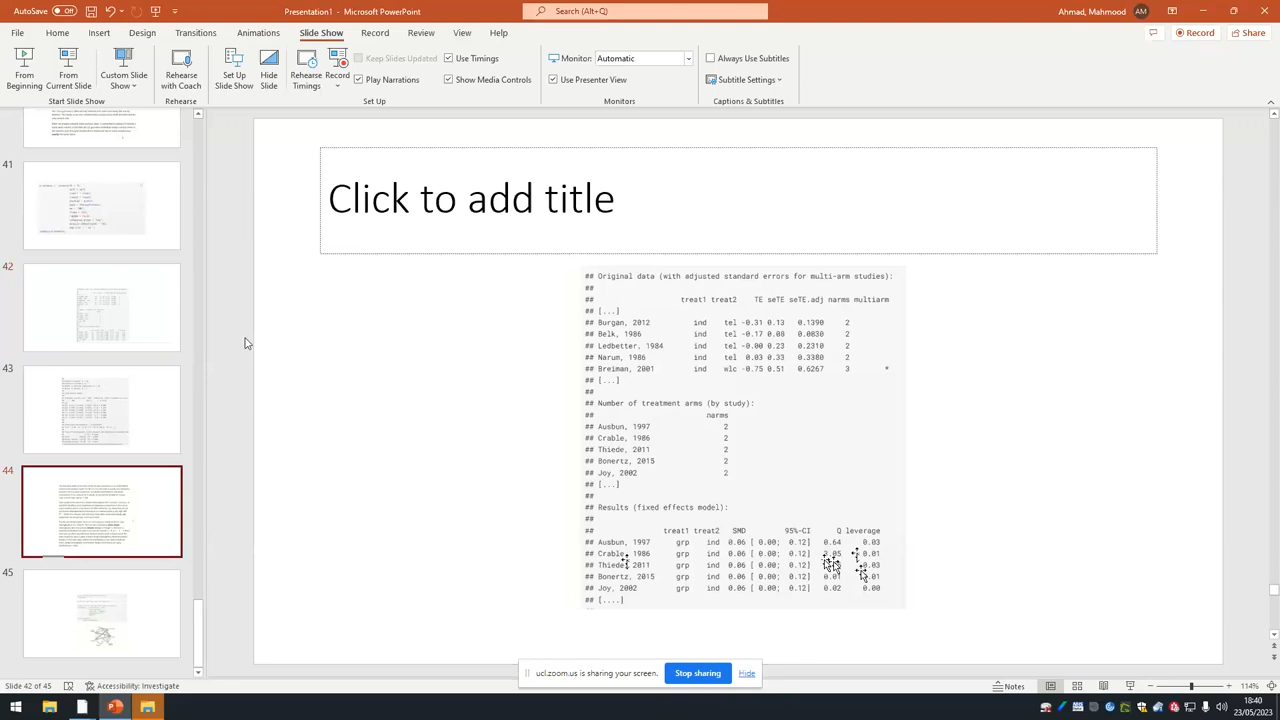 AutoSave Off Presentation1 - Microsoft PowerPoint Search (Alt+Q) Ahmad, Mahmood AM
File Home Insert Design Transitions Animations Slide Show Record Review View Help Record Share
From Beginning From Current Slide Custom Slide Show Rehearse with Coach Set Up Slide Show Hide Slide Rehearse Timings Record
Keep Slides Updated Use Timings Monitor: Automatic Always Use Subtitles
Play Narrations Show Media Controls Use Presenter View Subtitle Settings
Start Slide Show Rehearse Set Up Monitors Captions & Subtitles
41
42
43
44
45
Click to add title
## Original data (with adjusted standard errors for multi-arm studies):
##
## treat1 treat2 TE seTE seTE.adj narms multiarm
## [...]
## Burgan, 2012 ind tel -0.31 0.13 0.1390 2
## Belk, 1986 ind tel -0.17 0.08 0.0830 2
## Ledbetter, 1984 ind tel -0.00 0.23 0.2310 2
## Narum, 1986 ind tel 0.03 0.33 0.3380 2
## Breiman, 2001 ind wlc -0.75 0.51 0.6267 3 *
## [...]
##
## Number of treatment arms (by study):
## narms
## Ausbun, 1997 2
## Crable, 1986 2
## Thiede, 2011 2
## Bonertz, 2015 2
## Joy, 2002 2
## [...]
##
## Results (fixed effects model):
##
## treat1 treat2 SMD 95%-CI Q leverage
## Ausbun, 1997 grp ind 0.06 [ 0.00; 0.12] 0.64 0.03
## Crable, 1986 grp ind 0.06 [ 0.00; 0.12] 0.01
## Thiede, 2011 grp ind 0.06 [ 0.00; 0.12] 0.03
## Bonertz, 2015 grp ind 0.06 [ 0.00; 0.12] 0.01
## Joy, 2002 grp ind 0.06 [ 0.00; 0.12] 0.02 0.00
## [....]
ucl.zoom.us is sharing your screen. Stop sharing Hide
Accessibility: Investigate Notes 114%
18:40
23/05/2023